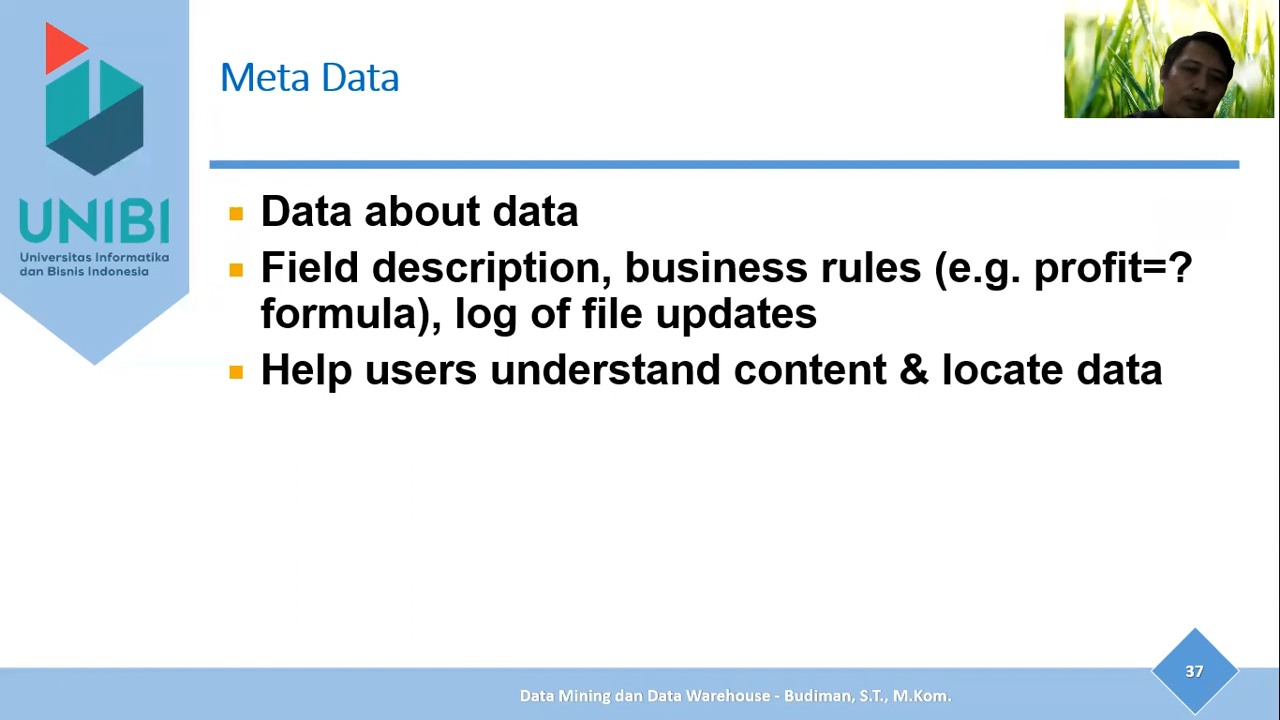 Meta Data
UNIBI
Universitas Informatika
dan Bisnis Indonesia
Data about data
Field description, business rules (e.g. profit=?
formula), log of file updates
Help users understand content & locate data
37
Data Mining dan Data Warehouse - Budiman, S.T., M.Kom.